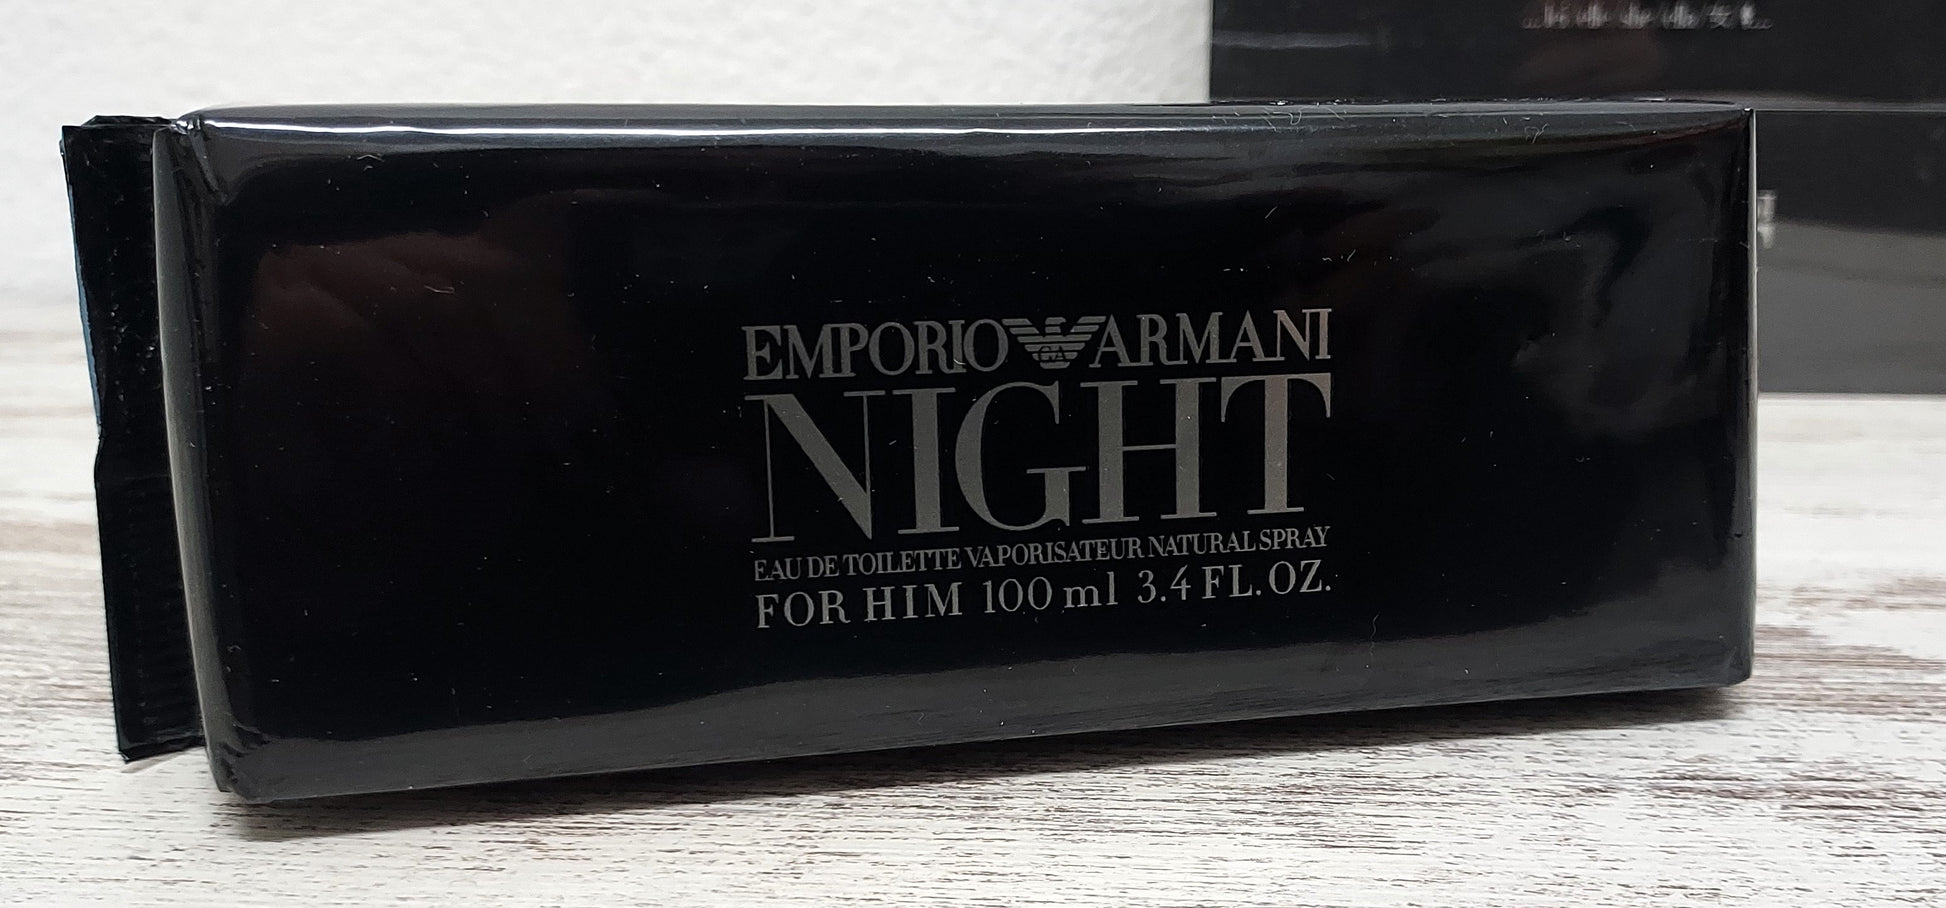 EMPORIO ARMANI
NIGHT
EAU DE TOILETTE VAPORISATEUR NATURAL SPRAY
FOR HIM 100 ml 3.4 FL. OZ.